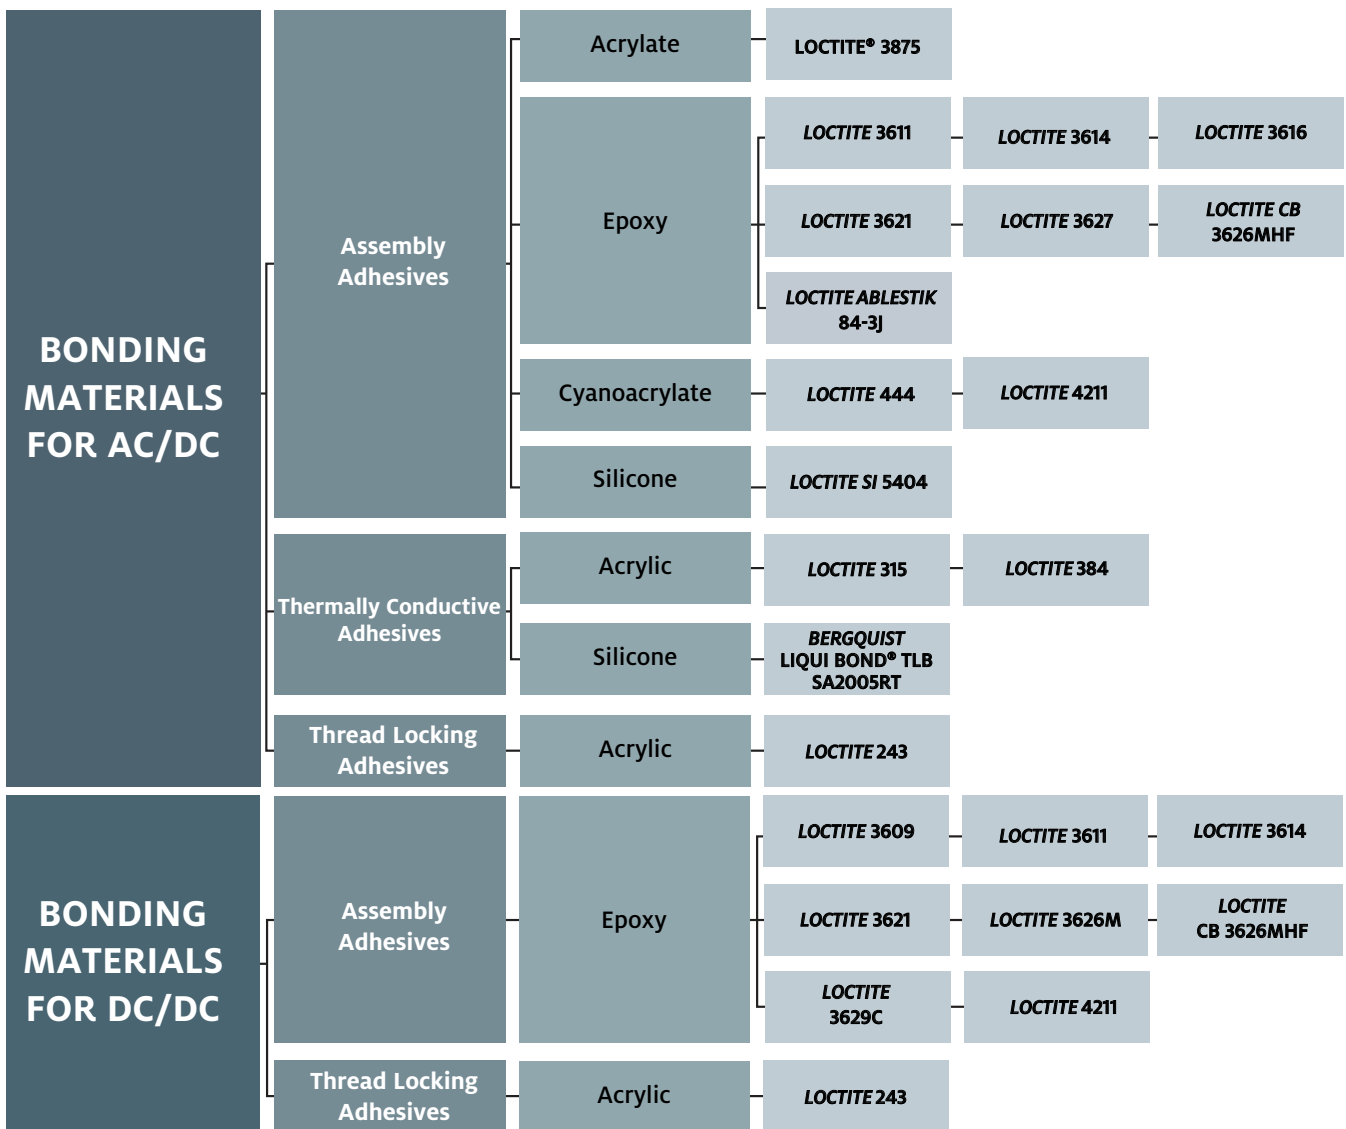 BONDING
MATERIALS
FOR AC/DC
Assembly
Adhesives
Acrylate
LOCTITE® 3875
Epoxy
LOCTITE 3611
LOCTITE 3614
LOCTITE 3616
LOCTITE 3621
LOCTITE 3627
LOCTITE CB
3626MHF
LOCTITE ABLESTIK
84-3J
Cyanoacrylate
LOCTITE 444
LOCTITE 4211
Silicone
LOCTITE SI 5404
Thermally Conductive
Adhesives
Acrylic
LOCTITE 315
LOCTITE 384
Silicone
BERGQUIST
LIQUI BOND® TLB
SA2005RT
Thread Locking
Adhesives
Acrylic
LOCTITE 243
BONDING
MATERIALS
FOR DC/DC
Assembly
Adhesives
Epoxy
LOCTITE 3609
LOCTITE 3611
LOCTITE 3614
LOCTITE 3621
LOCTITE 3626M
LOCTITE
CB 3626MHF
LOCTITE
3629C
LOCTITE 4211
Thread Locking
Adhesives
Acrylic
LOCTITE 243